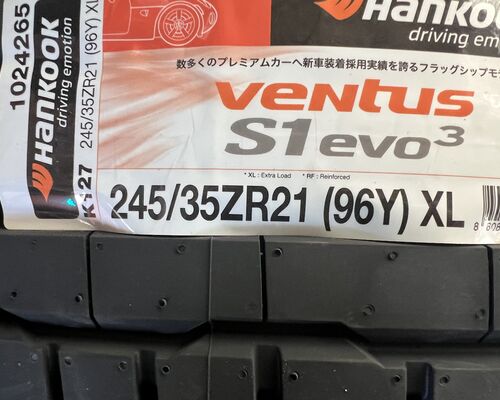 Hankook
driving emotion
数多くのプレミアムカーへ新車装着採用実績を誇るフラッグシップモデ
ventus
S1 evo3
* XL : Extra Load * RF : Reinforced
245/35ZR21 (96Y) XL
1024265
Hankook
driving emotion
K127 245/35ZR21 (96Y) XL